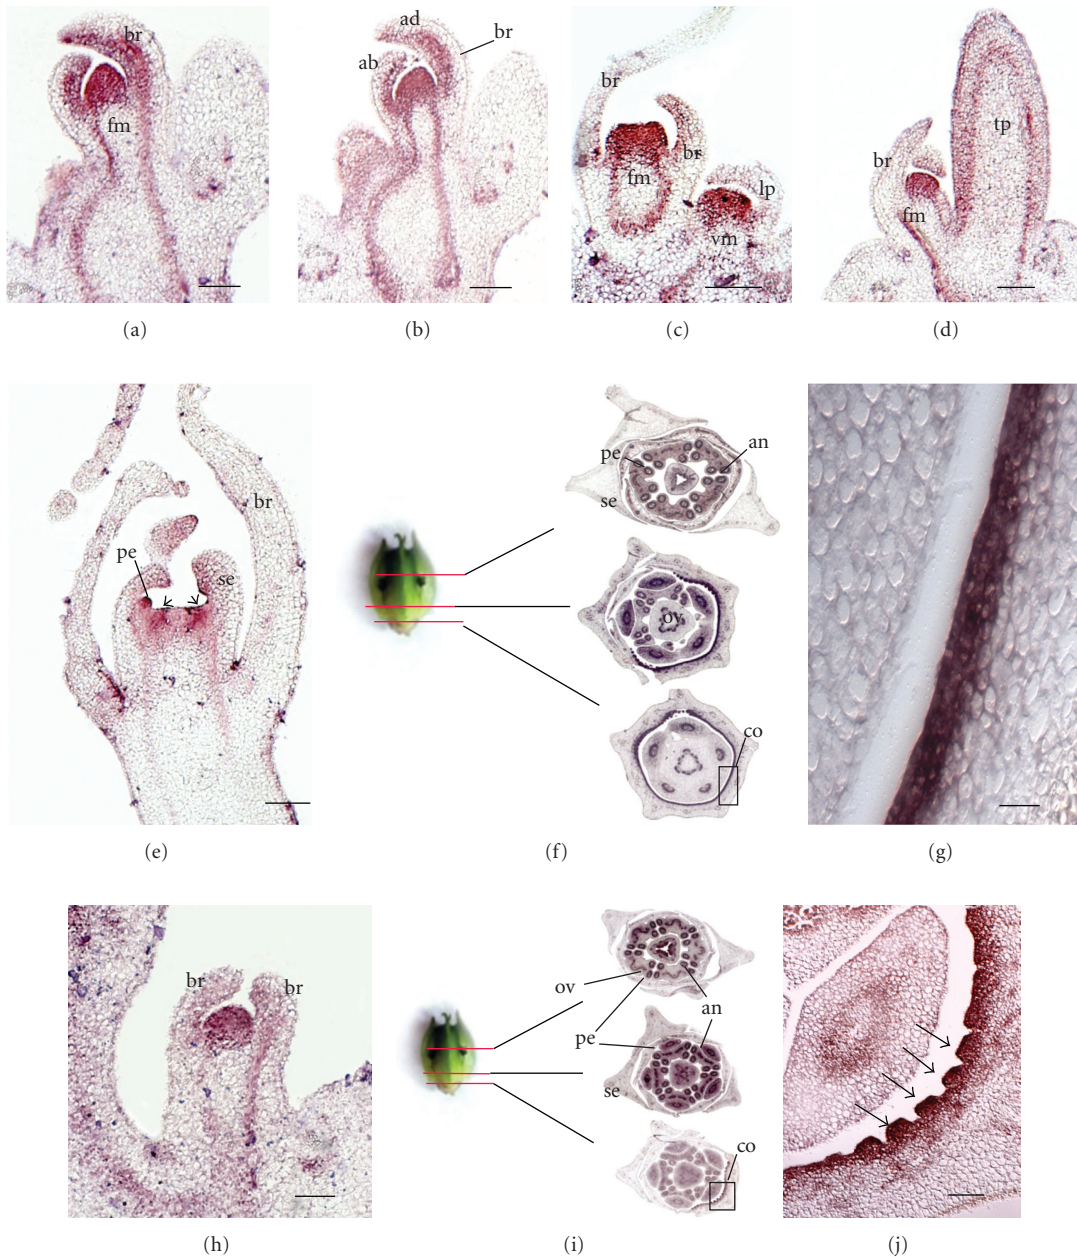 br
fm
(a)
ad
br
ab
(b)
br
br
fm
lp
vm
(c)
tp
br
fm
(d)
br
pe
se
(e)
an
pe
se
ov
co
(f)
(g)
br
br
(h)
ov
an
pe
se
co
(i)
(j)